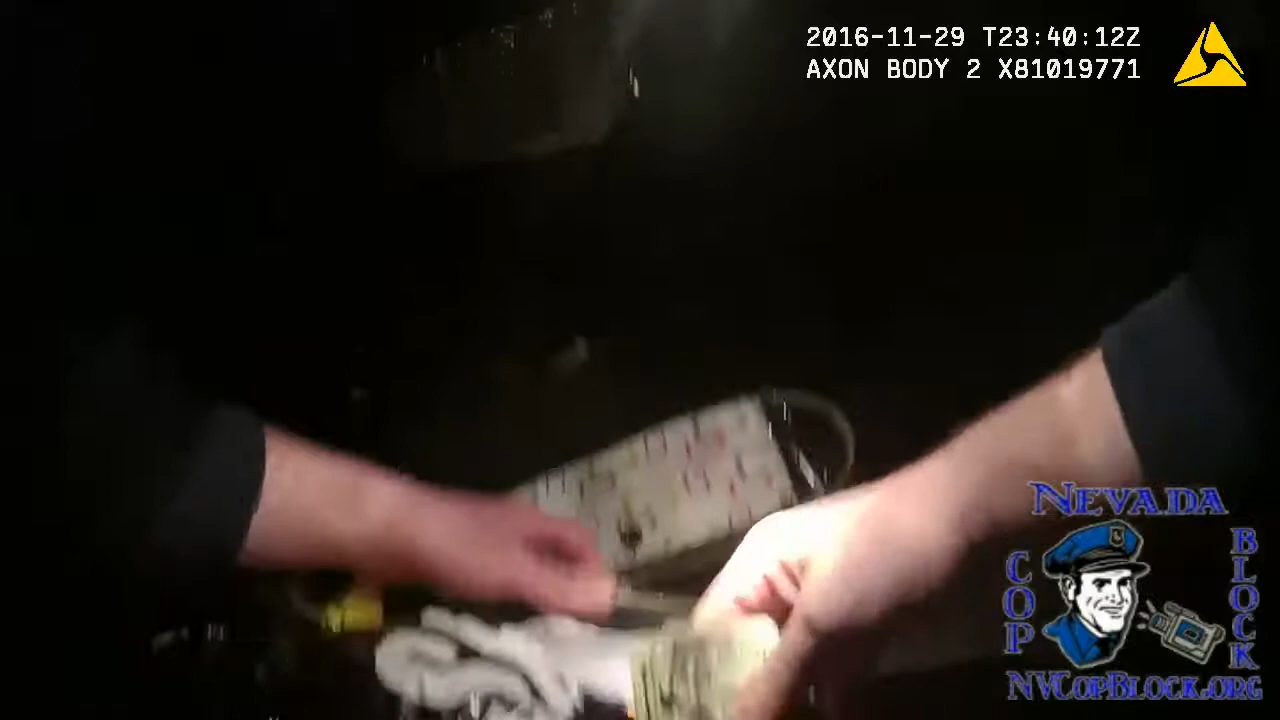 2016-11-29 T23:40:12Z
AXON BODY 2 X81019771
NEVADA
COP
BLOCK
NVCOPBLOCK.ORG